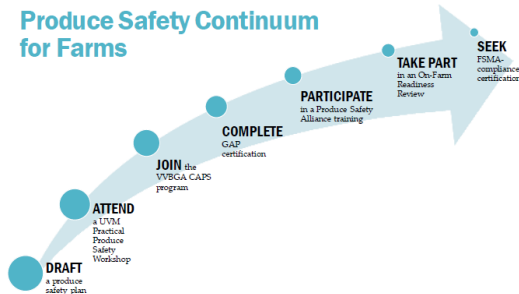 Produce Safety Continuum
for Farms
DRAFT
a produce
safety plan
ATTEND
a UVM
Practical
Produce
Safety
Workshop
JOIN the
VVBGA CAPS
program
COMPLETE
GAP
certification
PARTICIPATE
in a Produce Safety
Alliance training
TAKE PART
in an On-Farm
Readiness
Review
SEEK
FSMA-
compliance
certification